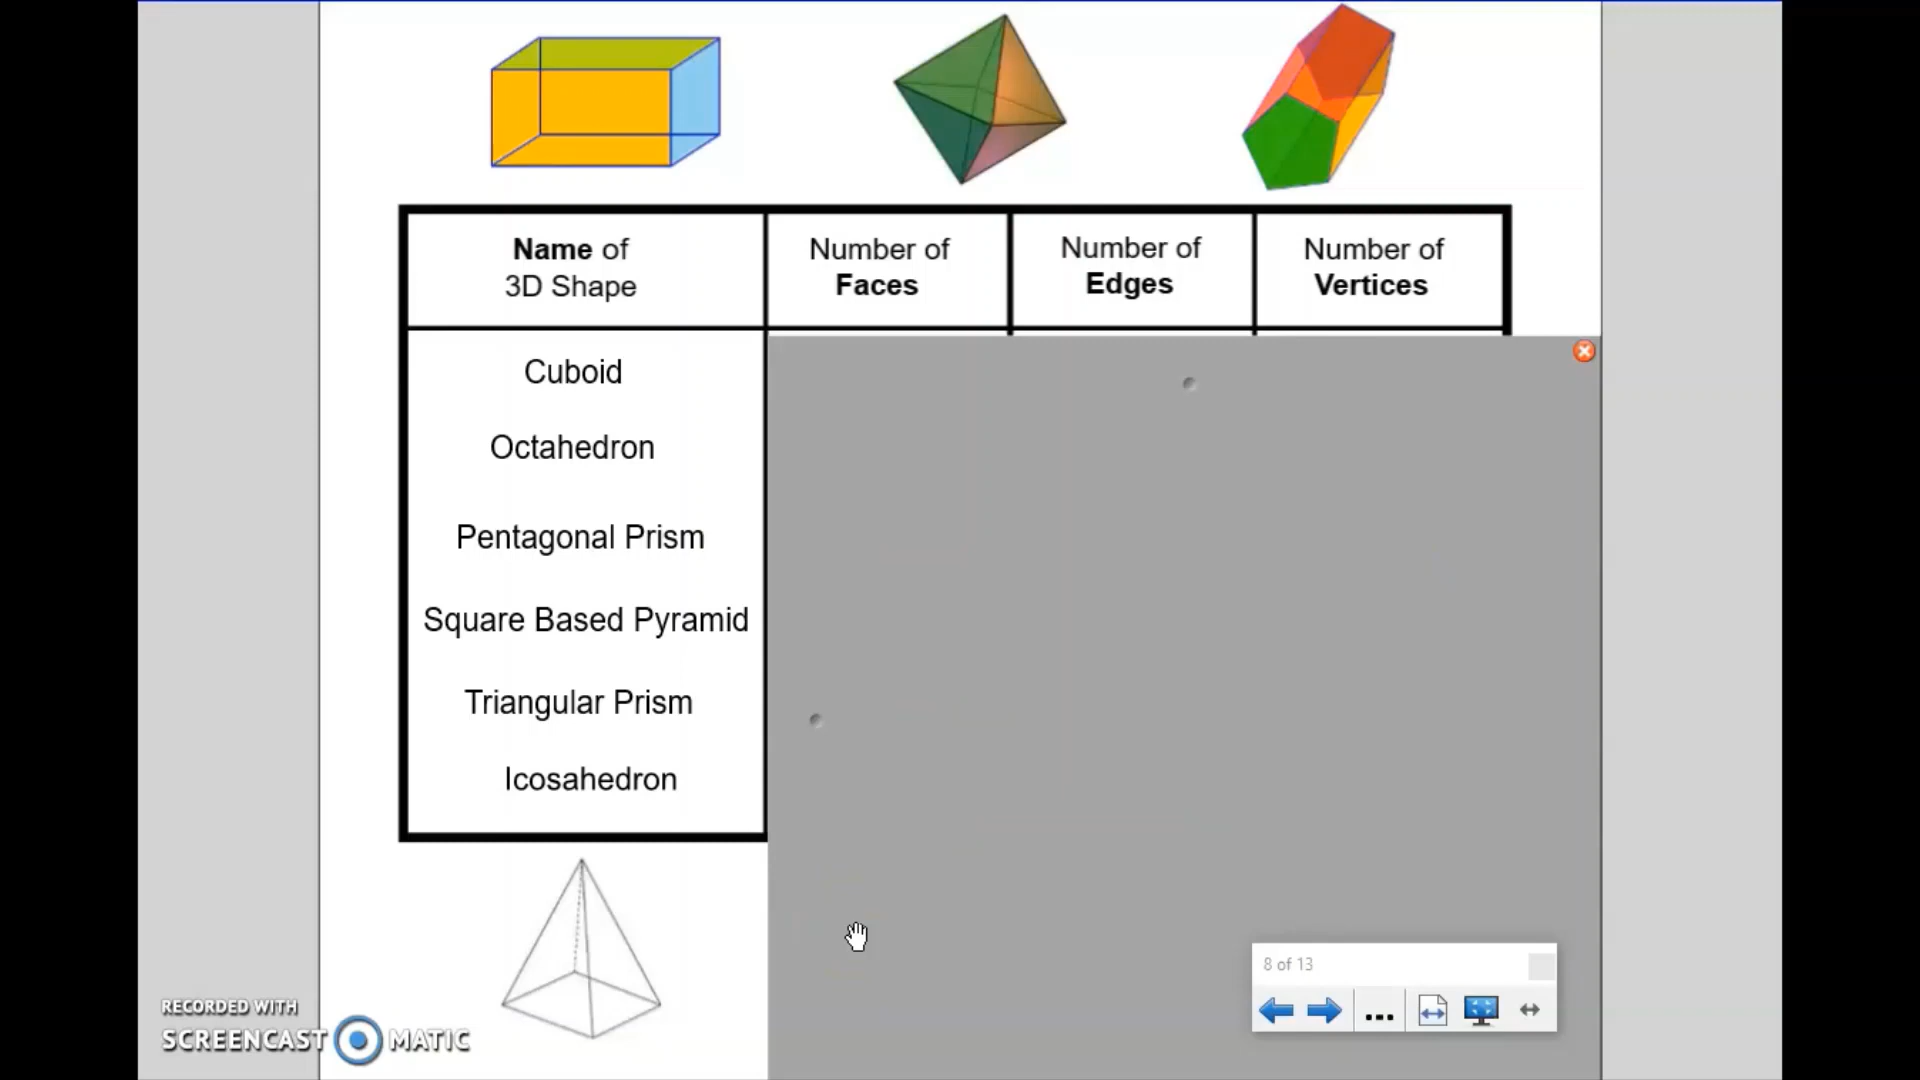 Name of
3D Shape
Number of
Faces
Number of
Edges
Number of
Vertices
Cuboid
Octahedron
Pentagonal Prism
Square Based Pyramid
Triangular Prism
Icosahedron
8 of 13
...
RECORDED WITH
SCREENCAST MATIC